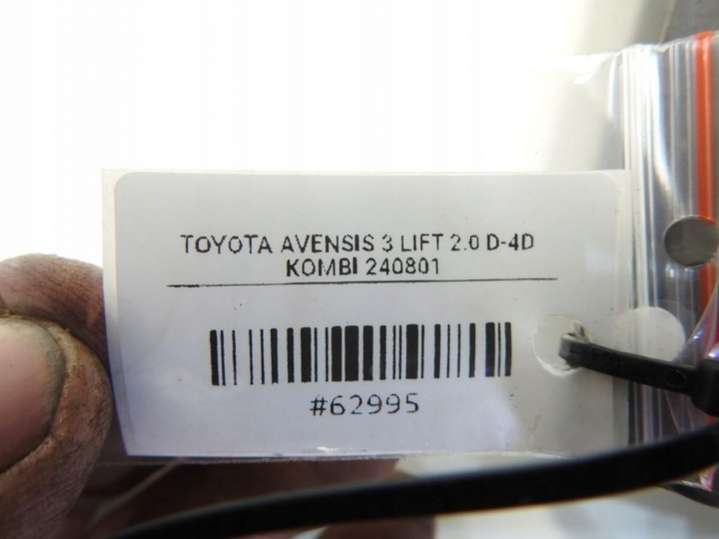 TOYOTA AVENSIS 3 LIFT 2.0 D-4D
KOMBI 240801
#62995